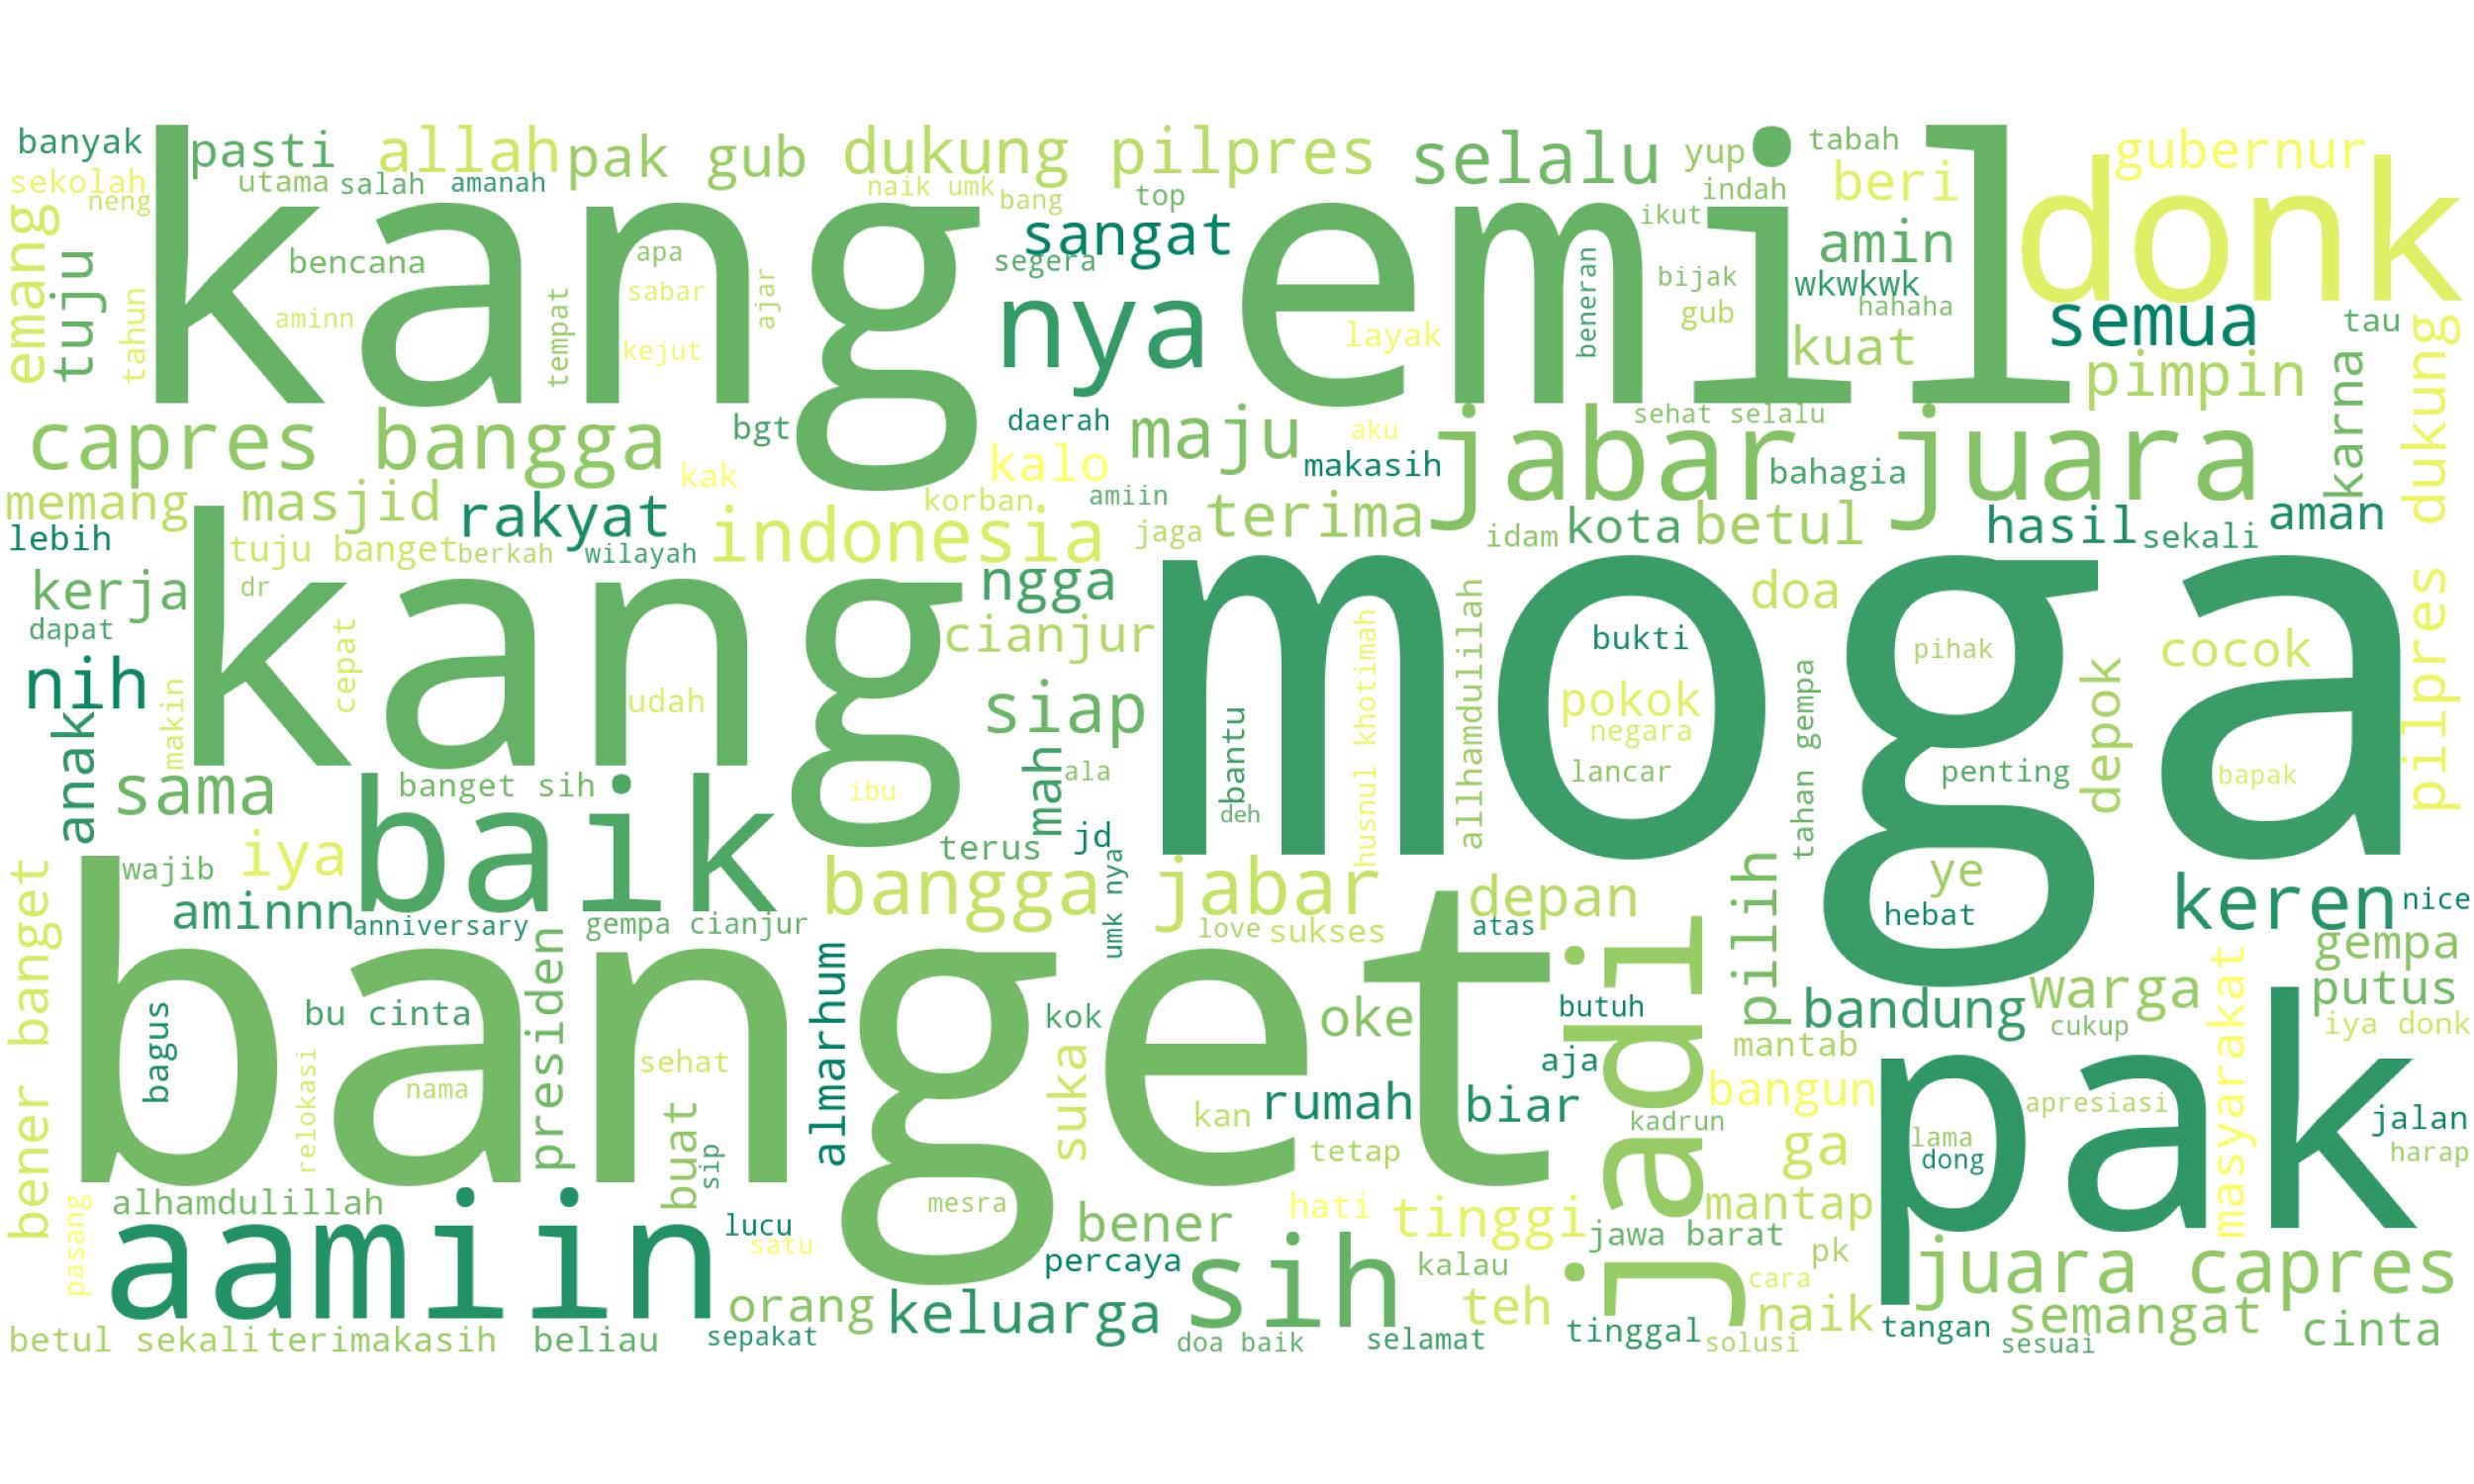 banyak
pasti
allah
pak gub
dukung pilpres
selalu
yup
tabah
gubernur
sekolah
utama
salah
amanah
naik umk
bang
top
indah
beri
neng
kang emil
donk
emang
tuju
tahun
bencana
aminn
tempat
apa
sabar
kejut
ajar
sangat
segera
nya
layak
beneran
ikut
bijak
gub
amin
wkwkwk
hahaha
kuat
semua
tau
pimpin
karna
pilpres dukung
capres bangga
bgt
kak
daerah
kalo
maju
aku
makasih
sehat selalu
jabar juara
bahagia
memang
masjid
rakyat
korban
amiin
lebih
tuju banget
berkah
wilayah
indonesia
jaga
terima
idam
kota
betul
hasil
sekali
aman
kerja
dr
dapat
kang
ngga
cianjur
moga
doa
cocok
nih
cepat
makin
udah
siap
allhamdulilah
husnul khotimah
bukti
pokok
negara
lancar
tahan gempa
pihak
penting
depok
bapak
anak
sama
banget sih
ibu
mah
ala
bantu
deh
iya
baik
terus
jd
wajib
aminnn
anniversary
gempa cianjur
bangga jabar
umk nya
love
sukses
depan
atas
pilih
ye
hebat
keren
nice
bener banget
banget
bagus
bu cinta
relokasi
nama
presiden
sehat
almarhum
kok
oke
butuh
jadi
bandung
warga
cukup
gempa
putus
iya donk
masyarakat
mantab
suka
kan
rumah
biar
aja
bangun
kadrun
pak
apresiasi
lama
dong
jalan
harap
buat
sip
tetap
ga
alhamdulillah
pasang
aamiin
mesra
lucu
satu
bener
hati
tinggi
mantap
jawa barat
pk
percaya
sih
kalau
cara
juara capres
orang
keluarga
teh
naik
semangat
cinta
betul sekali
terimakasih
beliau
sepakat
doa baik
selamat
tinggal
solusi
tangan
sesuai